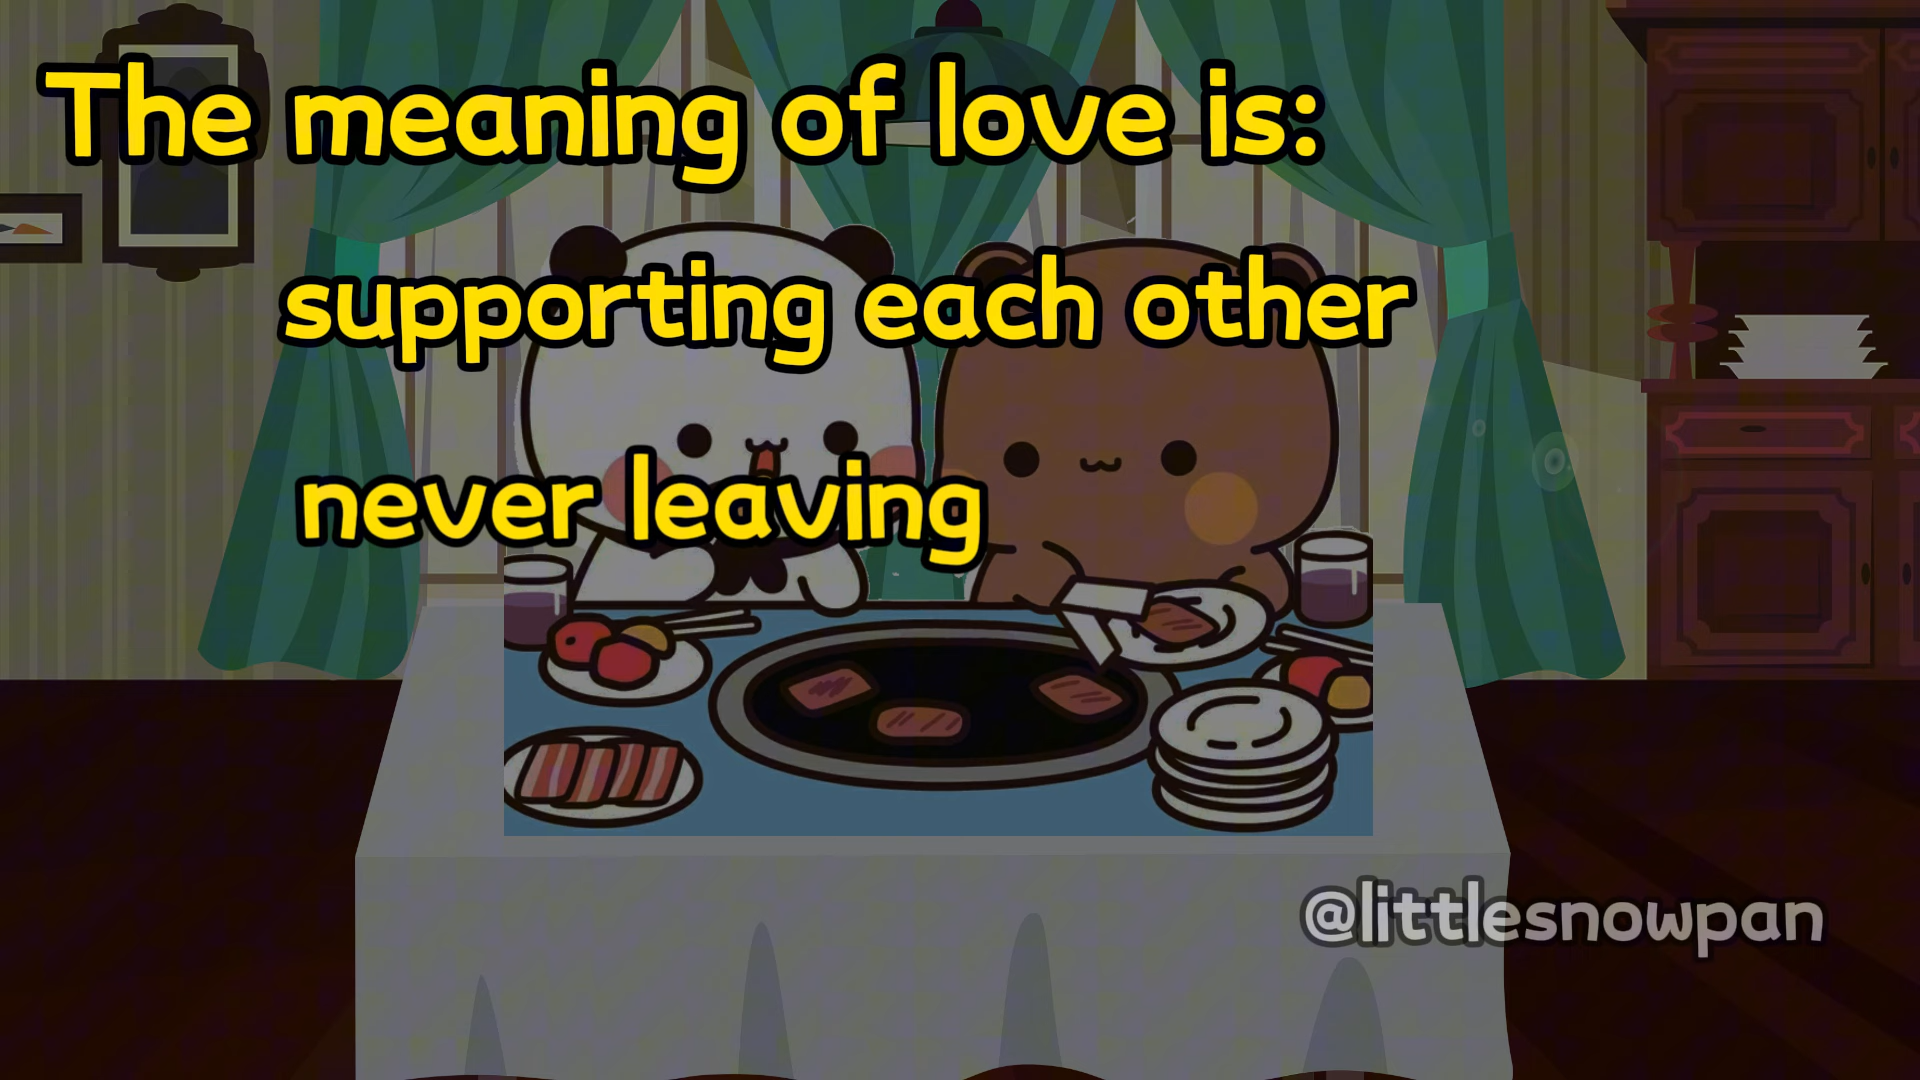 The meaning of love is:
supporting each other
never leaving
@littlesnowpan